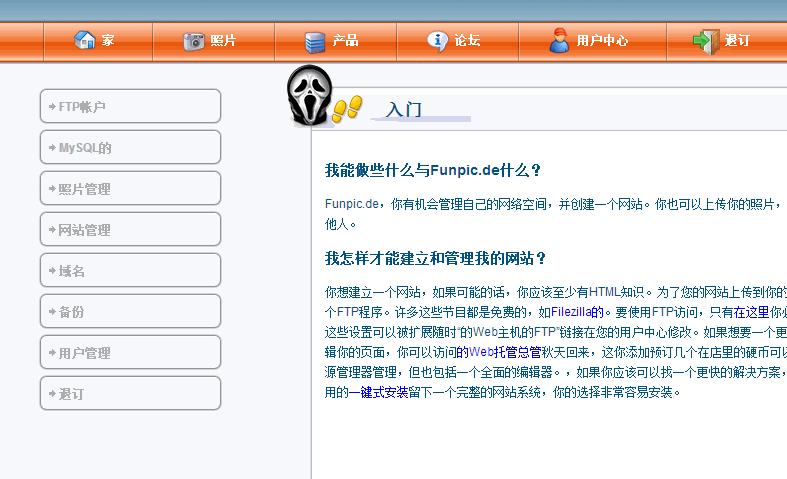 家 照片 产品 论坛 用户中心 退订
FTP帐户
MySQL的
照片管理
网站管理
域名
备份
用户管理
退订
入门
我能做些什么与Funpic.de什么？
Funpic.de，你有机会管理自己的网络空间，并创建一个网站。你也可以上传你的照片，
他人。
我怎样才能建立和管理我的网站？
你想建立一个网站，如果可能的话，你应该至少有HTML知识。为了您的网站上传到你的
个FTP程序。许多这些节目都是免费的，如Filezilla的。要使用FTP访问，只有在这里你必
这些设置可以被扩展随时“的Web主机的FTP”链接在您的用户中心修改。如果想要一个更
辑你的页面，你可以访问的Web托管总管秋天回来，这你添加预订几个在店里的硬币可以
源管理器管理，但也包括一个全面的编辑器。，如果你应该可以找一个更快的解决方案，
用的一键式安装留下一个完整的网站系统，你的选择非常容易安装。